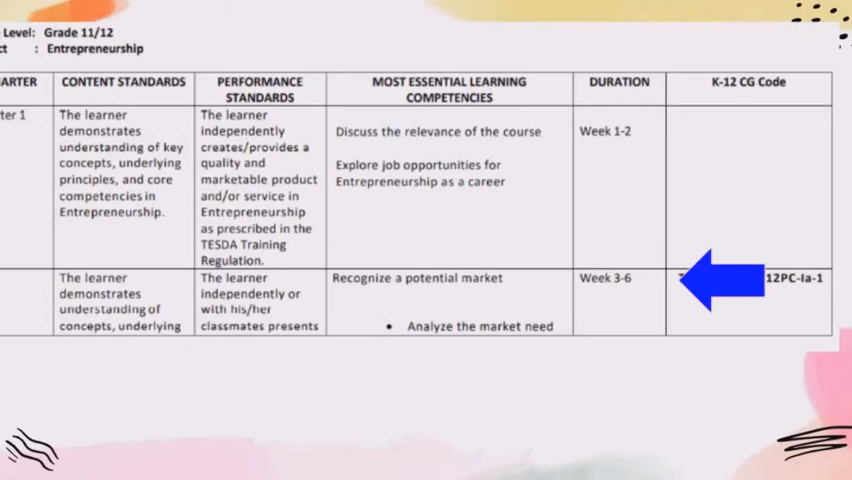 Level: Grade 11/12
: Entrepreneurship
CONTENT STANDARDS
PERFORMANCE
STANDARDS
MOST ESSENTIAL LEARNING
COMPETENCIES
DURATION
K-12 CG Code
ter 1
The learner
demonstrates
understanding of key
concepts, underlying
principles, and core
competencies in
Entrepreneurship.
The learner
independently
creates/provides a
quality and
marketable product
and/or service in
Entrepreneurship
as prescribed in the
TESDA Training
Regulation.
Discuss the relevance of the course
Explore job opportunities for
Entrepreneurship as a career
Week 1-2
The learner
demonstrates
understanding of
concepts, underlying
The learner
independently or
with his/her
classmates presents
Recognize a potential market
• Analyze the market need
Week 3-6
12PC-Ia-1